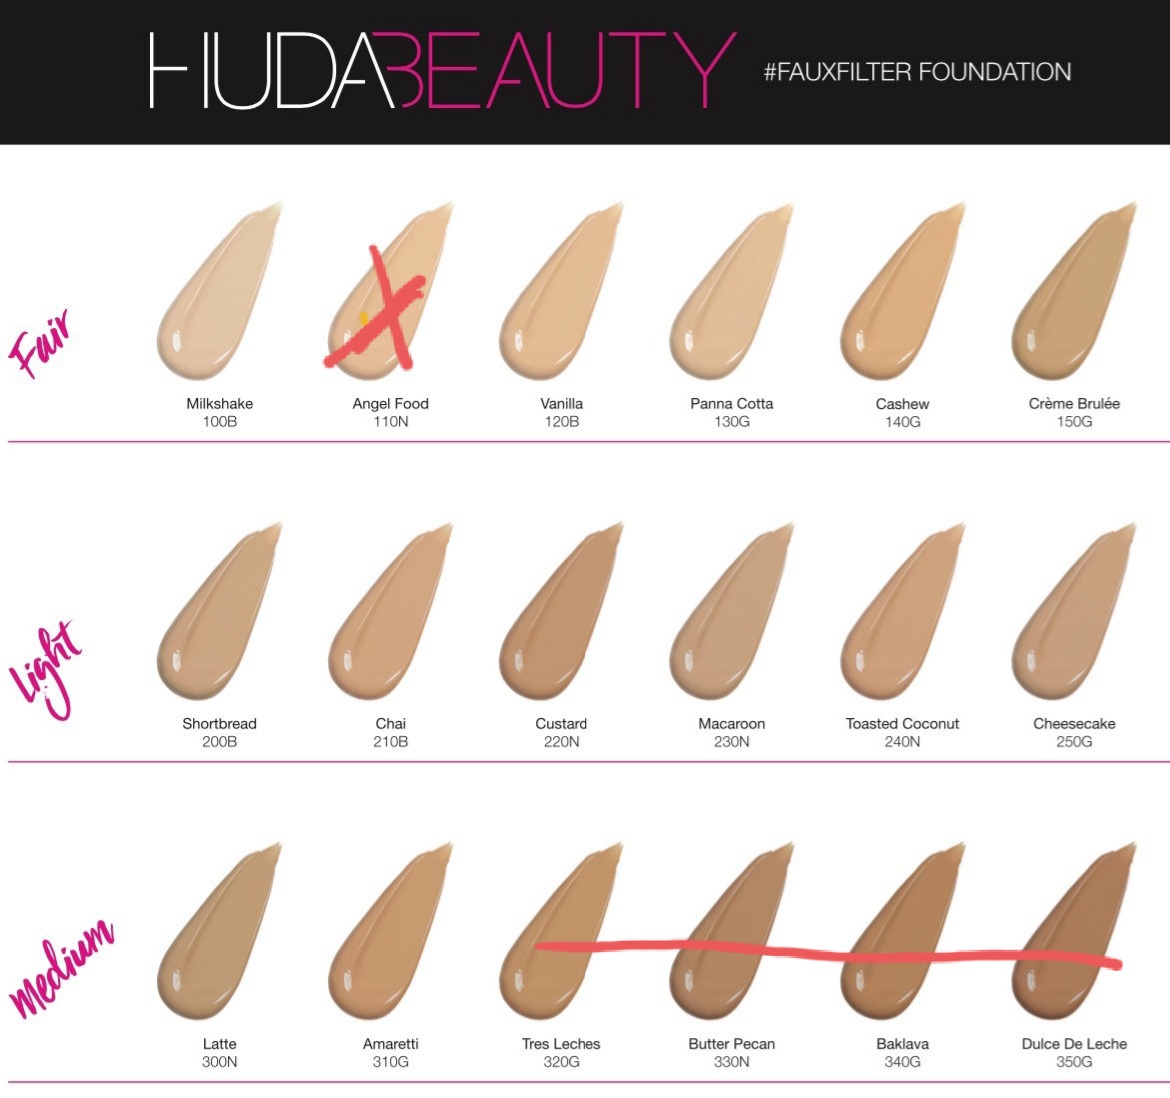 HUDABEAUTY #FAUXFILTER FOUNDATION
Fair
Milkshake Angel Food Vanilla Panna Cotta Cashew Crème Brulée
100B 110N 120B 130G 140G 150G
Light
Shortbread Chai Custard Macaroon Toasted Coconut Cheesecake
200B 210B 220N 230N 240N 250G
Medium
Latte Amaretti Tres Leches Butter Pecan Baklava Dulce De Leche
300N 310G 320G 330N 340G 350G